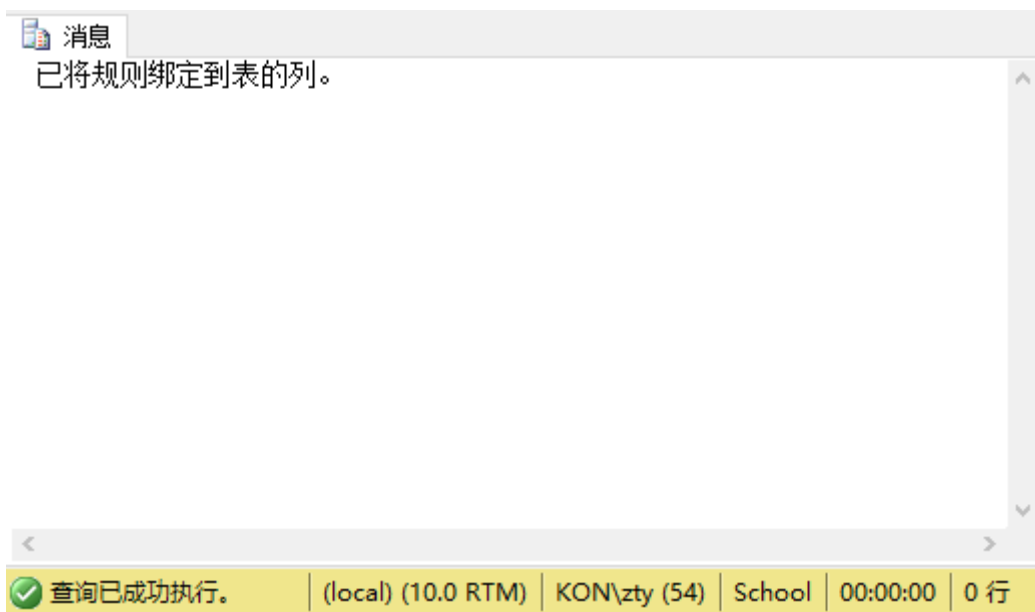 消息
已将规则绑定到表的列。
查询已成功执行。 (local) (10.0 RTM) KON\zty (54) School 00:00:00 0 行